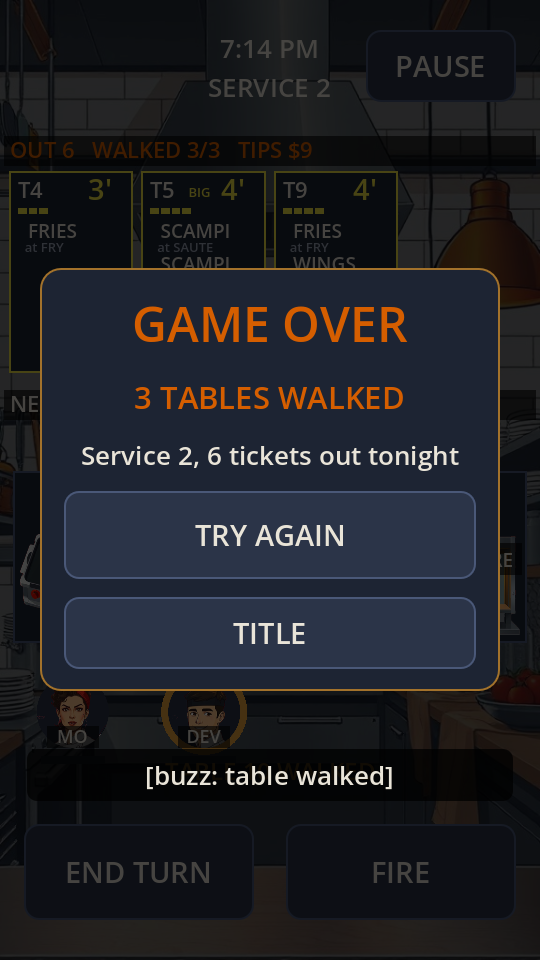 7:14 PM
SERVICE 2
PAUSE
OUT 6 WALKED 3/3 TIPS $9
T4 3'
FRIES
at FRY
T5 BIG 4'
SCAMPI
at SAUTE
SCAMPI
T9 4'
FRIES
at FRY
WINGS
NE
GAME OVER
3 TABLES WALKED
Service 2, 6 tickets out tonight
TRY AGAIN
RE
TITLE
MO
DEV
[buzz: table walked]
END TURN
FIRE